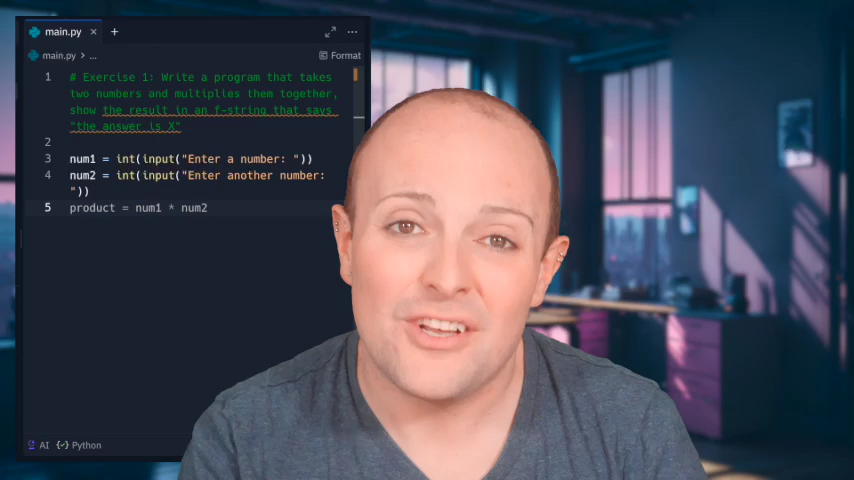 main.py × +
main.py > ...
Format
1 # Exercise 1: Write a program that takes
two numbers and multiplies them together,
show the result in an f-string that says
"the answer is X"
2
3 num1 = int(input("Enter a number: "))
4 num2 = int(input("Enter another number:
"))
5 product = num1 * num2
AI Python